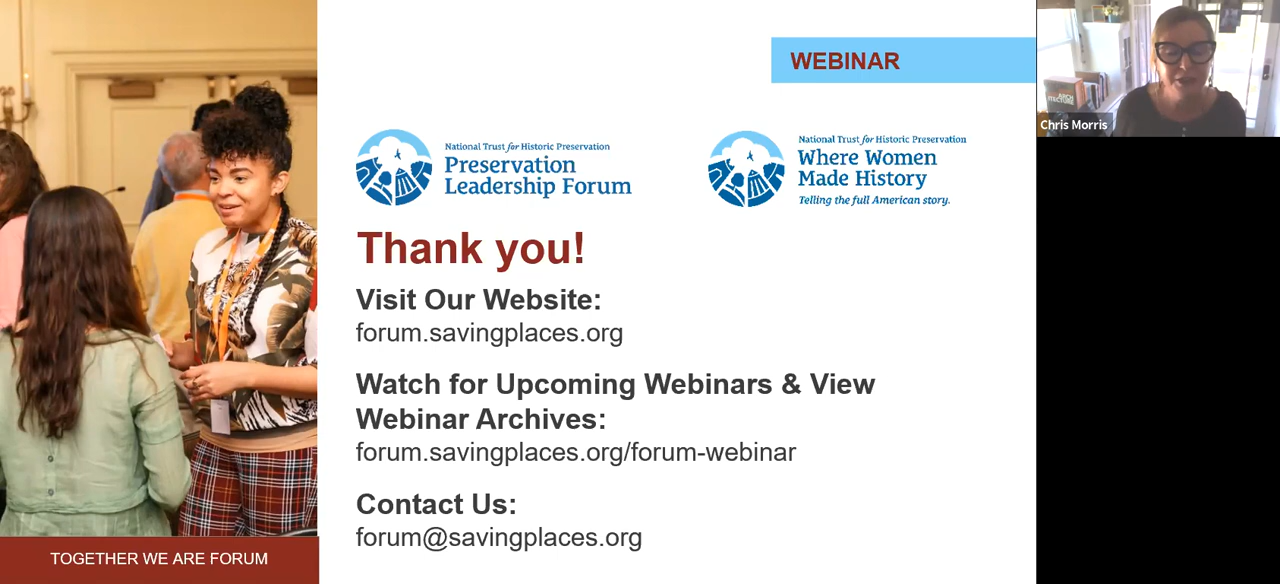 WEBINAR
National Trust for Historic Preservation
Preservation
Leadership Forum
National Trust for Historic Preservation
Where Women
Made History
Telling the full American story.
Thank you!
Visit Our Website:
forum.savingplaces.org
Watch for Upcoming Webinars & View
Webinar Archives:
forum.savingplaces.org/forum-webinar
Contact Us:
forum@savingplaces.org
TOGETHER WE ARE FORUM
ARCH
ITECTURE
Chris Morris